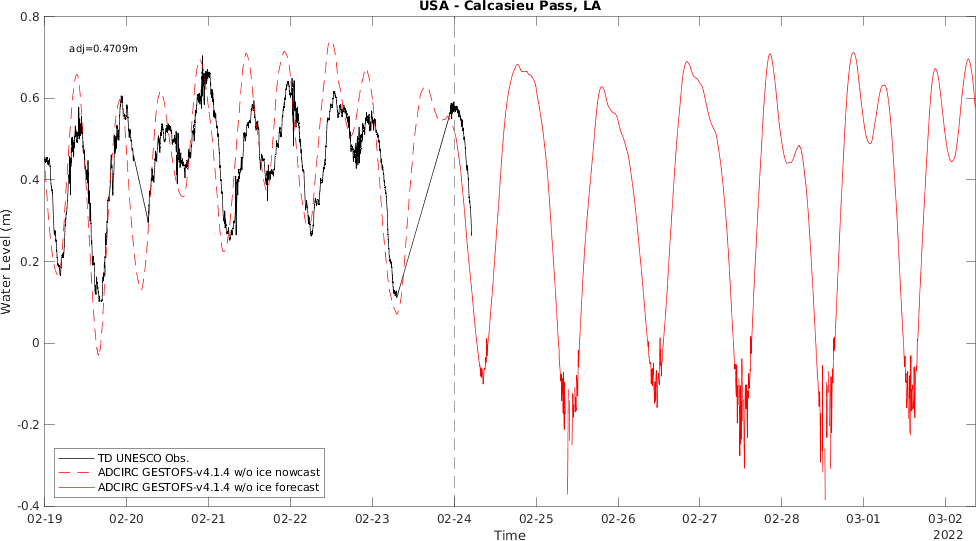 USA - Calcasieu Pass, LA
adj=0.4709m
0.8
0.6
0.4
0.2
0
-0.2
-0.4
Water Level (m)
TD UNESCO Obs.
ADCIRC GESTOFS-v4.1.4 w/o ice nowcast
ADCIRC GESTOFS-v4.1.4 w/o ice forecast
02-19 02-20 02-21 02-22 02-23 02-24 02-25 02-26 02-27 02-28 03-01 03-02
2022
Time